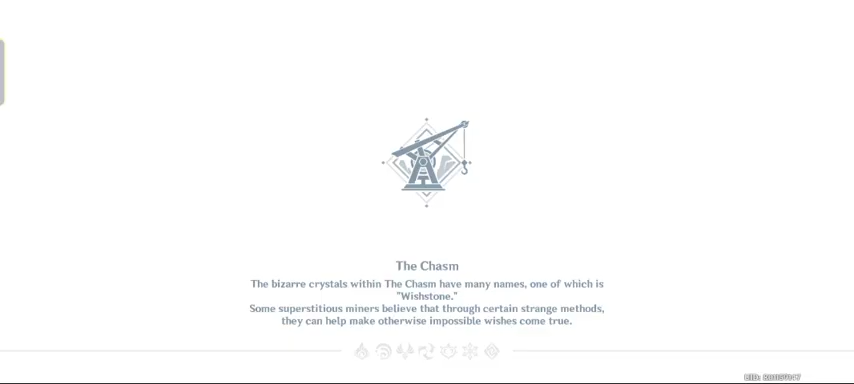 The Chasm
The bizarre crystals within The Chasm have many names, one of which is
"Wishstone."
Some superstitious miners believe that through certain strange methods,
they can help make otherwise impossible wishes come true.
UID: